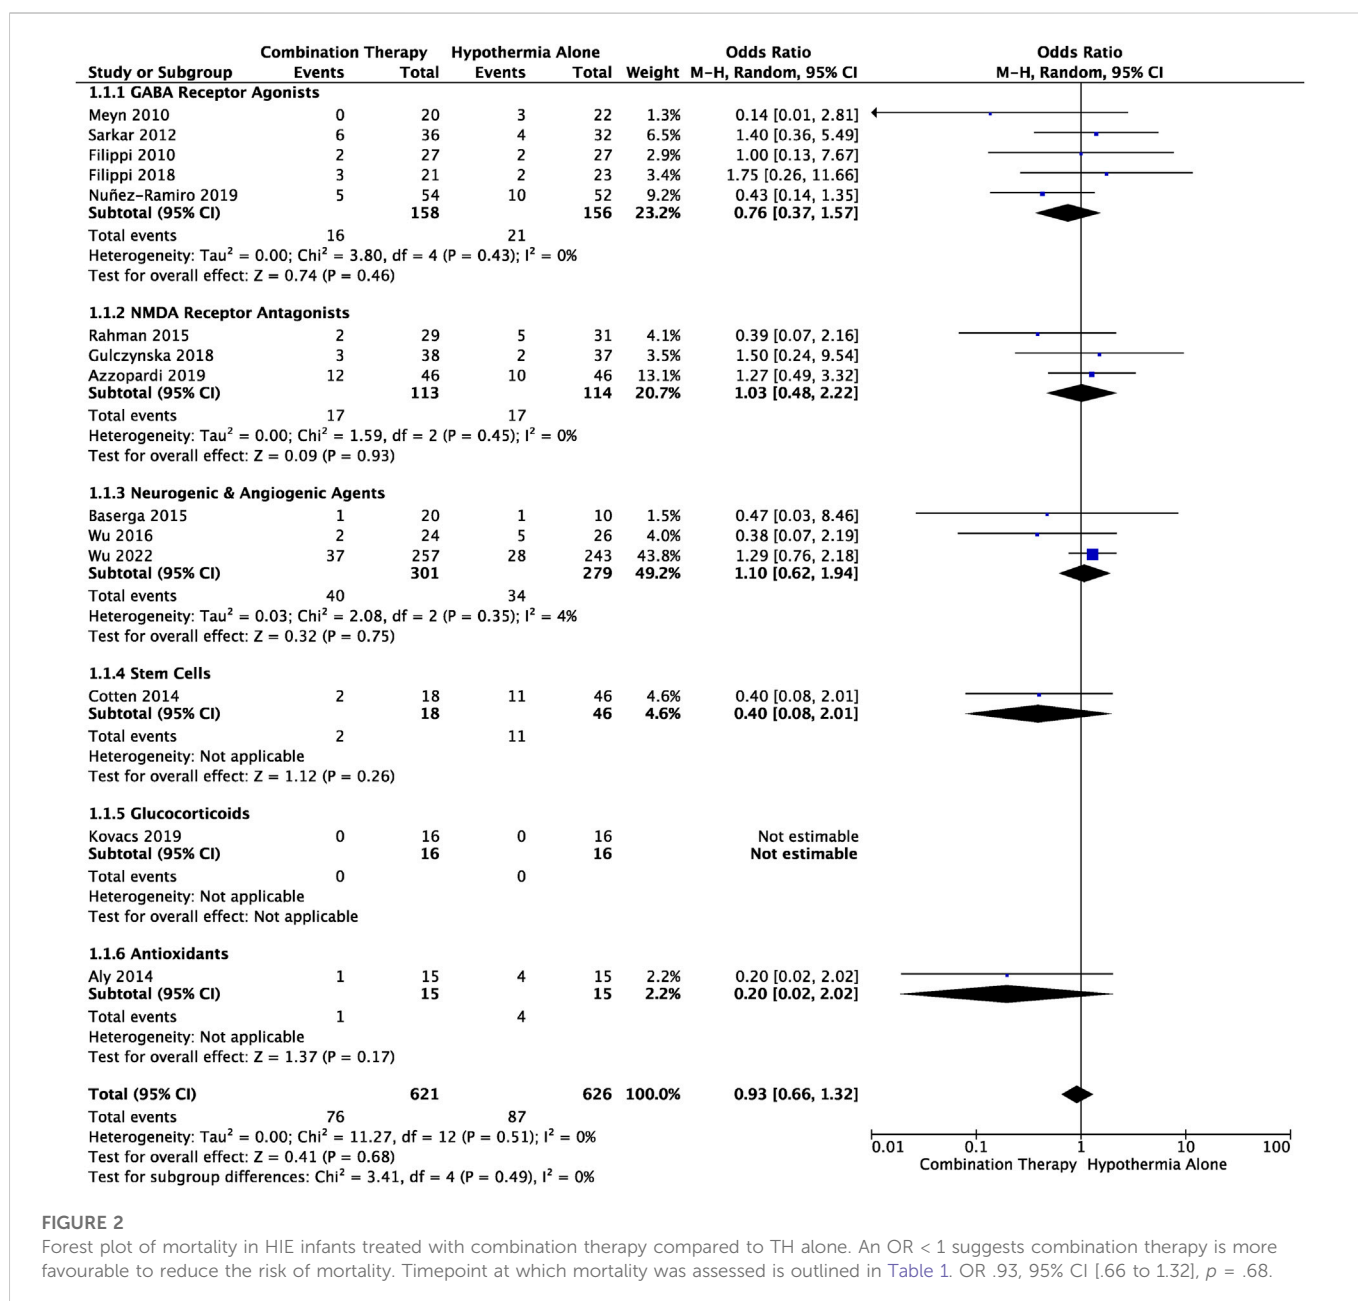 Combination Therapy Hypothermia Alone Odds Ratio Odds Ratio
Study or Subgroup Events Total Events Total Weight M-H, Random, 95% CI M-H, Random, 95% CI
1.1.1 GABA Receptor Agonists
Meyn 2010 0 20 3 22 1.3% 0.14 [0.01, 2.81]
Sarkar 2012 6 36 4 32 6.5% 1.40 [0.36, 5.49]
Filippi 2010 2 27 2 27 2.9% 1.00 [0.13, 7.67]
Filippi 2018 3 21 2 23 3.4% 1.75 [0.26, 11.66]
Nuñez-Ramiro 2019 5 54 10 52 9.2% 0.43 [0.14, 1.35]
Subtotal (95% CI) 158 156 23.2% 0.76 [0.37, 1.57]
Total events 16 21
Heterogeneity: Tau² = 0.00; Chi² = 3.80, df = 4 (P = 0.43); I² = 0%
Test for overall effect: Z = 0.74 (P = 0.46)
1.1.2 NMDA Receptor Antagonists
Rahman 2015 2 29 5 31 4.1% 0.39 [0.07, 2.16]
Gulczynska 2018 3 38 2 37 3.5% 1.50 [0.24, 9.54]
Azzopardi 2019 12 46 10 46 13.1% 1.27 [0.49, 3.32]
Subtotal (95% CI) 113 114 20.7% 1.03 [0.48, 2.22]
Total events 17 17
Heterogeneity: Tau² = 0.00; Chi² = 1.59, df = 2 (P = 0.45); I² = 0%
Test for overall effect: Z = 0.09 (P = 0.93)
1.1.3 Neurogenic & Angiogenic Agents
Baserga 2015 1 20 1 10 1.5% 0.47 [0.03, 8.46]
Wu 2016 2 24 5 26 4.0% 0.38 [0.07, 2.19]
Wu 2022 37 257 28 243 43.8% 1.29 [0.76, 2.18]
Subtotal (95% CI) 301 279 49.2% 1.10 [0.62, 1.94]
Total events 40 34
Heterogeneity: Tau² = 0.03; Chi² = 2.08, df = 2 (P = 0.35); I² = 4%
Test for overall effect: Z = 0.32 (P = 0.75)
1.1.4 Stem Cells
Cotten 2014 2 18 11 46 4.6% 0.40 [0.08, 2.01]
Subtotal (95% CI) 18 46 4.6% 0.40 [0.08, 2.01]
Total events 2 11
Heterogeneity: Not applicable
Test for overall effect: Z = 1.12 (P = 0.26)
1.1.5 Glucocorticoids
Kovacs 2019 0 16 0 16 Not estimable
Subtotal (95% CI) 16 16 Not estimable
Total events 0 0
Heterogeneity: Not applicable
Test for overall effect: Not applicable
1.1.6 Antioxidants
Aly 2014 1 15 4 15 2.2% 0.20 [0.02, 2.02]
Subtotal (95% CI) 15 15 2.2% 0.20 [0.02, 2.02]
Total events 1 4
Heterogeneity: Not applicable
Test for overall effect: Z = 1.37 (P = 0.17)
Total (95% CI) 621 626 100.0% 0.93 [0.66, 1.32]
Total events 76 87
Heterogeneity: Tau² = 0.00; Chi² = 11.27, df = 12 (P = 0.51); I² = 0%
Test for overall effect: Z = 0.41 (P = 0.68)
Test for subgroup differences: Chi² = 3.41, df = 4 (P = 0.49), I² = 0%
0.01 0.1 1 10 100
Combination Therapy Hypothermia Alone
FIGURE 2
Forest plot of mortality in HIE infants treated with combination therapy compared to TH alone. An OR < 1 suggests combination therapy is more
favourable to reduce the risk of mortality. Timepoint at which mortality was assessed is outlined in Table 1. OR .93, 95% CI [.66 to 1.32], p = .68.